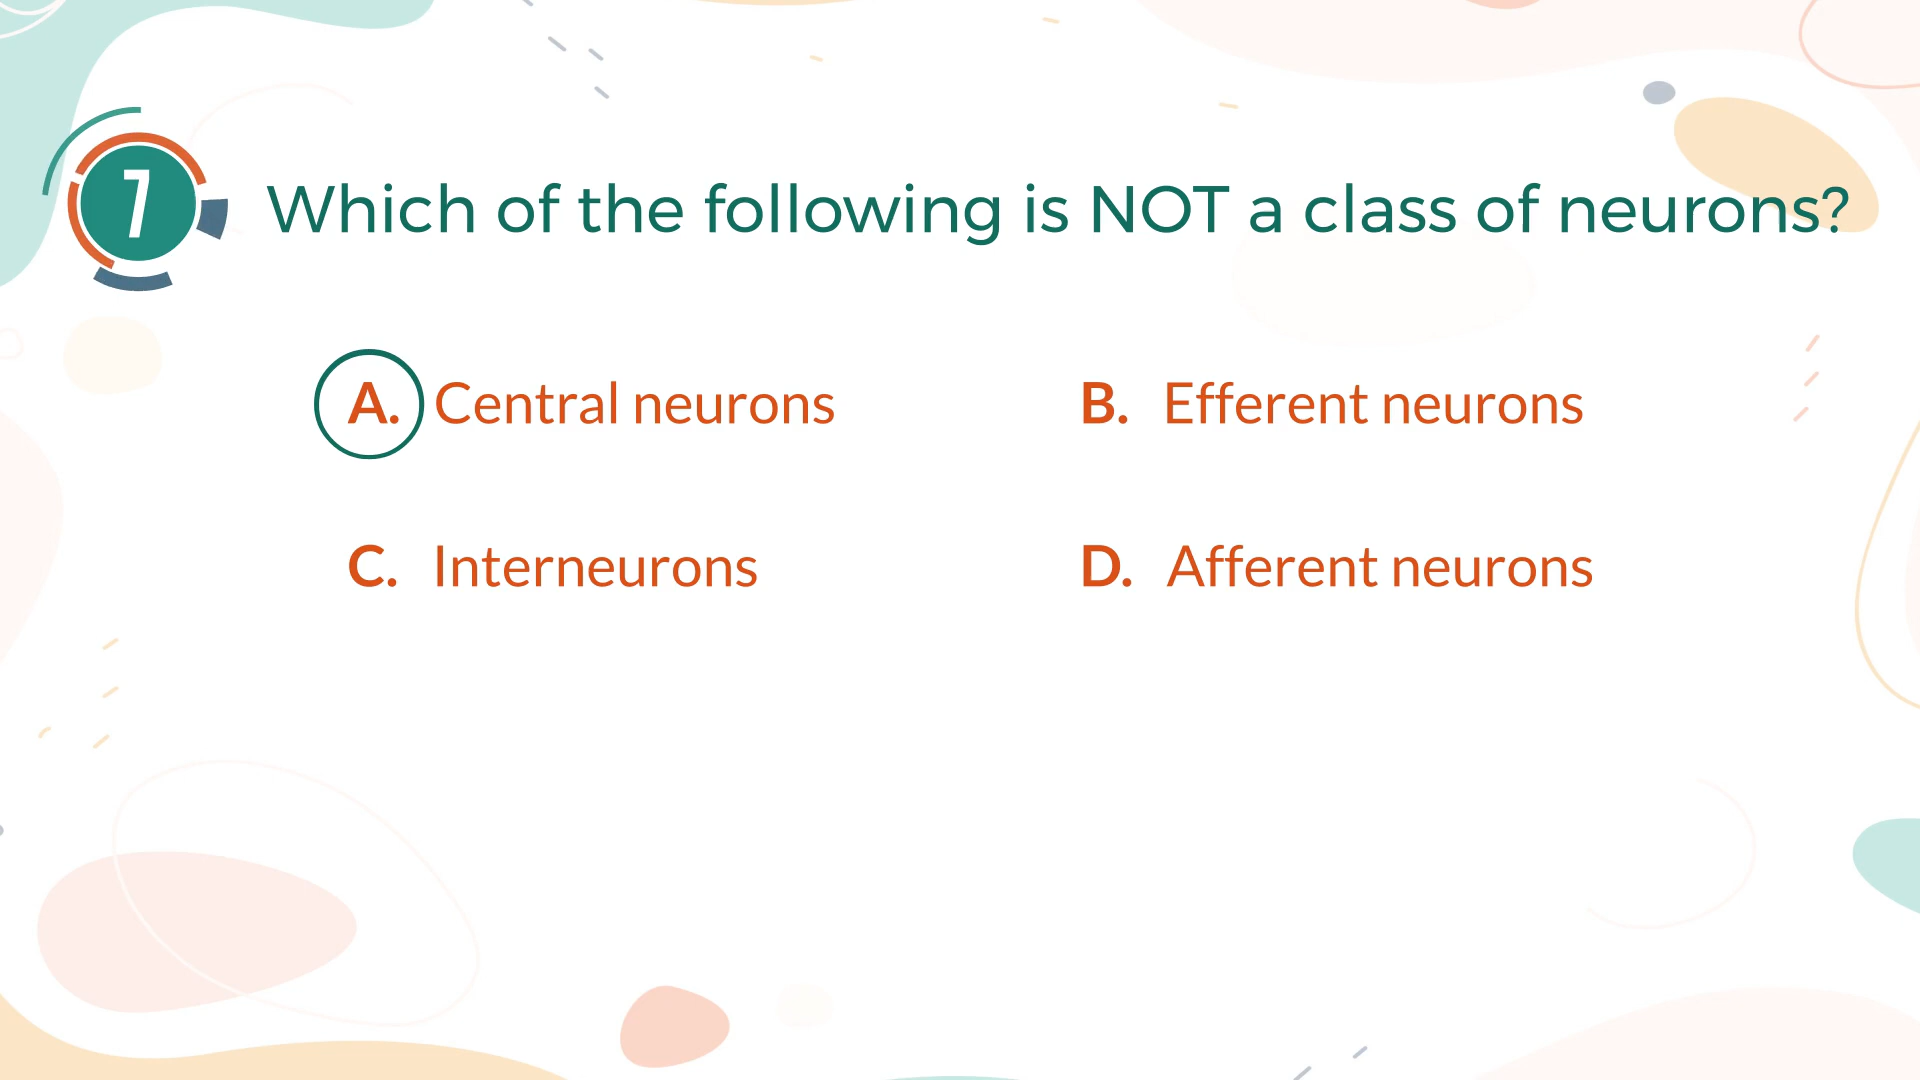 7 Which of the following is NOT a class of neurons?
A. Central neurons
B. Efferent neurons
C. Interneurons
D. Afferent neurons